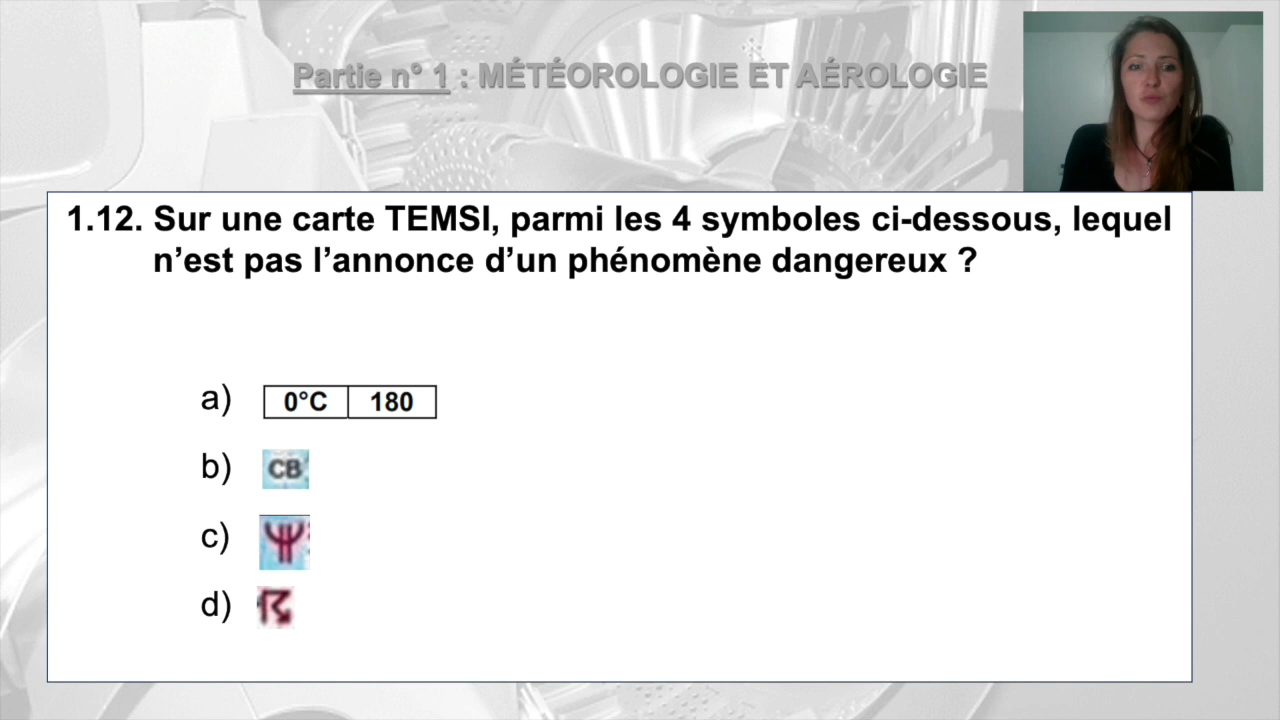 Partie n° 1 : MÉTÉOROLOGIE ET AÉROLOGIE
1.12. Sur une carte TEMSI, parmi les 4 symboles ci-dessous, lequel
n’est pas l’annonce d’un phénomène dangereux ?
a) 0°C 180
b) CB
c)
d)